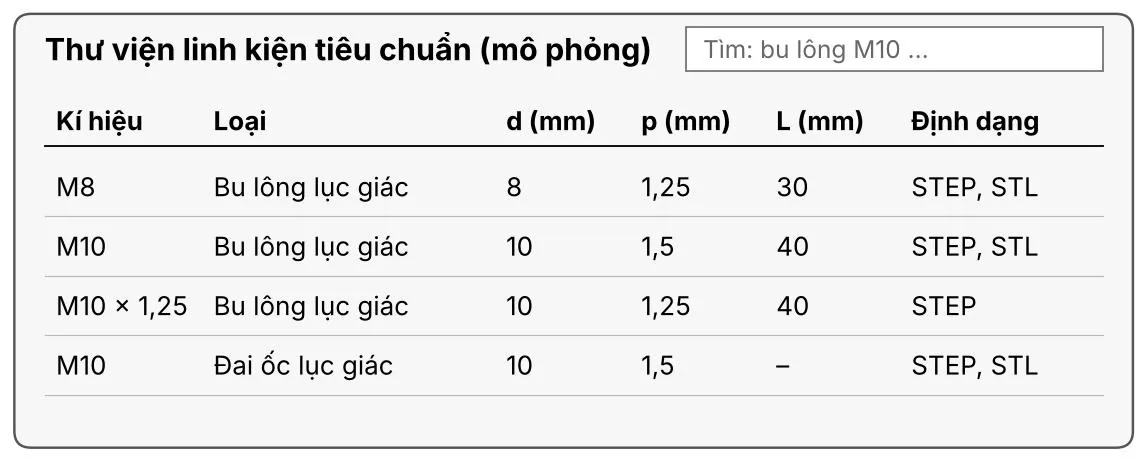 Thư viện linh kiện tiêu chuẩn (mô phỏng) Tìm: bu lông M10 ...
Kí hiệu Loại d (mm) p (mm) L (mm) Định dạng
M8 Bu lông lục giác 8 1,25 30 STEP, STL
M10 Bu lông lục giác 10 1,5 40 STEP, STL
M10 × 1,25 Bu lông lục giác 10 1,25 40 STEP
M10 Đai ốc lục giác 10 1,5 – STEP, STL